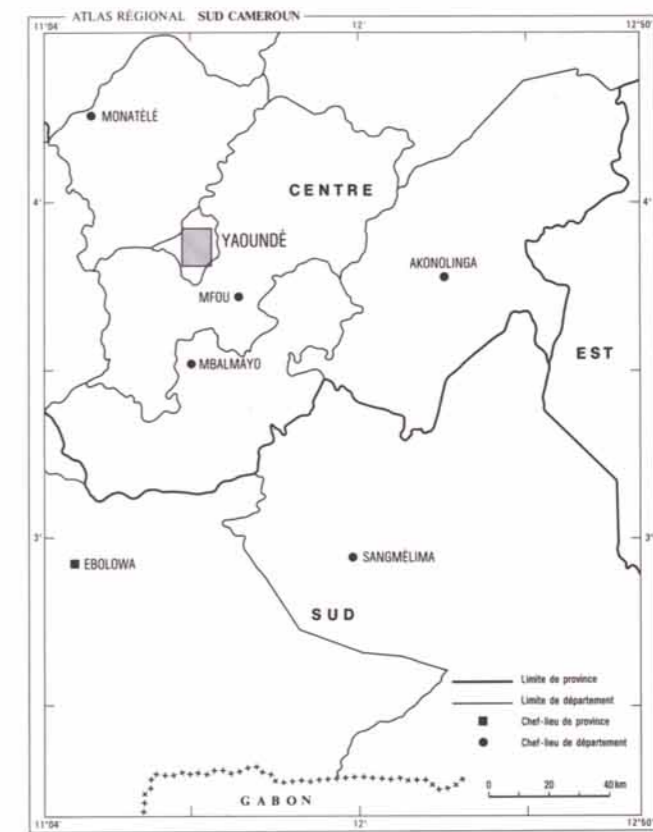 ATLAS RÉGIONAL SUD CAMEROUN
11°04' 12° 12°50'
MONATÉLÉ
CENTRE
4° 4°
YAOUNDÉ
AKONOLINGA
MFOU
EST
MBALMAYO
3° 3°
SANGMÉLIMA
EBOLOWA
SUD
Limite de province
Limite de département
Chef-lieu de province
Chef-lieu de département
0 20 40 km
GABON
11°04' 12° 12°50'